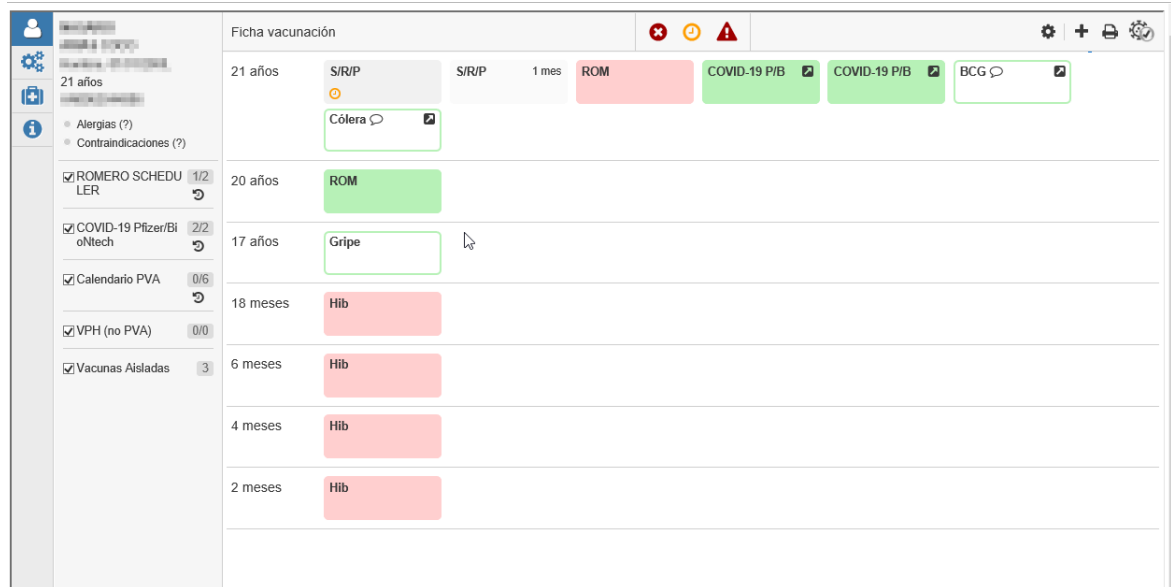 21 años
Alergias (?)
Contraindicaciones (?)
ROMERO SCHEDU
LER
1/2
COVID-19 Pfizer/Bi
oNtech
2/2
Calendario PVA
0/6
VPH (no PVA)
0/0
Vacunas Aisladas
3
Ficha vacunación
21 años
S/R/P
S/R/P 1 mes
ROM
COVID-19 P/B
COVID-19 P/B
BCG
Cólera
20 años
ROM
17 años
Gripe
18 meses
Hib
6 meses
Hib
4 meses
Hib
2 meses
Hib